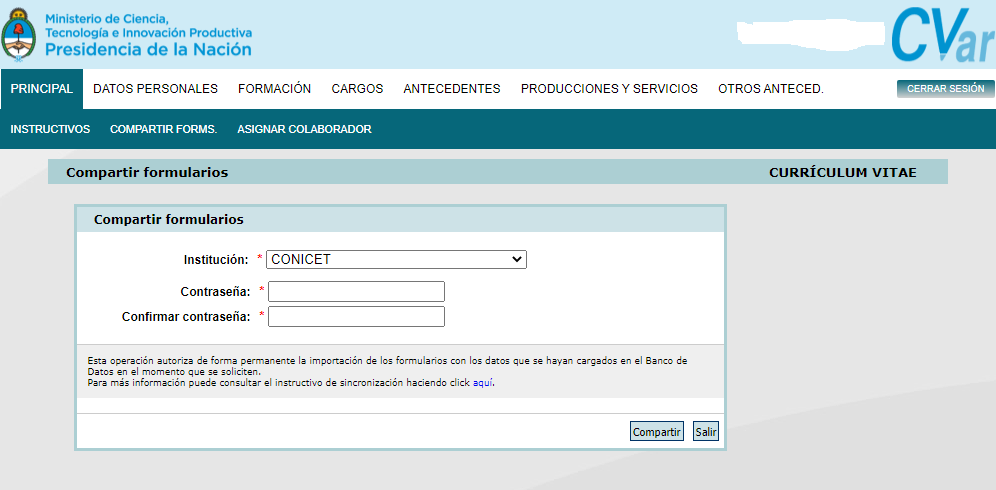 Ministerio de Ciencia,
Tecnología e Innovación Productiva
Presidencia de la Nación
CVar
PRINCIPAL DATOS PERSONALES FORMACIÓN CARGOS ANTECEDENTES PRODUCCIONES Y SERVICIOS OTROS ANTECED. CERRAR SESIÓN
INSTRUCTIVOS COMPARTIR FORMS. ASIGNAR COLABORADOR
Compartir formularios CURRÍCULUM VITAE
Compartir formularios
Institución: * CONICET
Contraseña: *
Confirmar contraseña: *
Esta operación autoriza de forma permanente la importación de los formularios con los datos que se hayan cargados en el Banco de
Datos en el momento que se soliciten.
Para más información puede consultar el instructivo de sincronización haciendo click aquí.
Compartir Salir